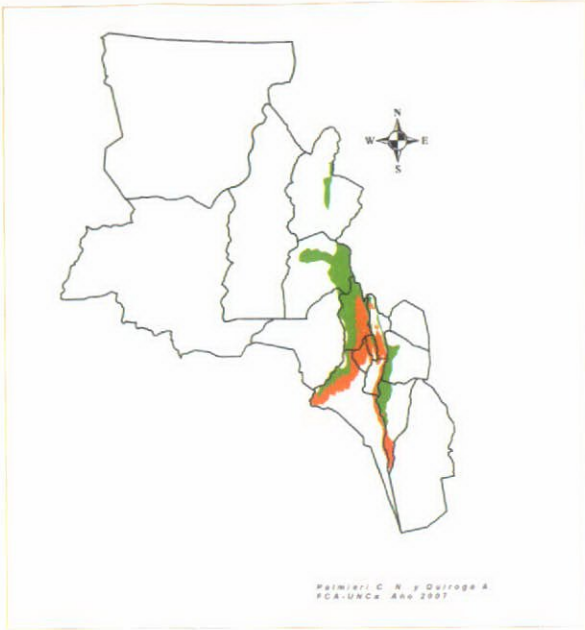 N
W E
S
Palmieri C. N. y Quiroga A.
FCA-UNCa Año 2007